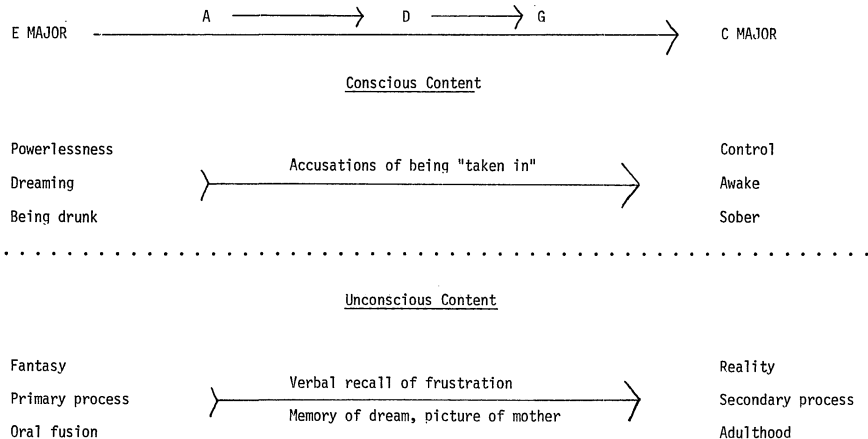 A D G
E MAJOR C MAJOR
Conscious Content
Powerlessness Control
Accusations of being "taken in"
Dreaming Awake
Being drunk Sober
Unconscious Content
Fantasy Reality
Verbal recall of frustration
Primary process Secondary process
Memory of dream, picture of mother
Oral fusion Adulthood